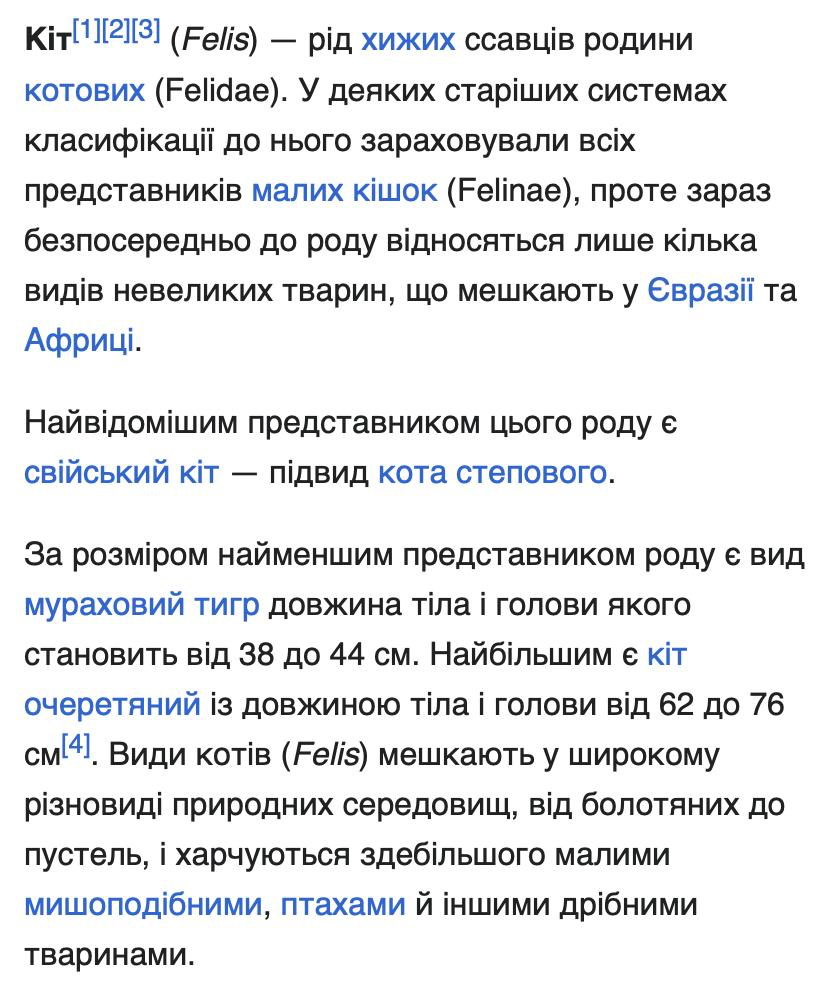 Кіт[1][2][3] (Felis) — рід хижих ссавців родини
котових (Felidae). У деяких старіших системах
класифікації до нього зараховували всіх
представників малих кішок (Felinae), проте зараз
безпосередньо до роду відносяться лише кілька
видів невеликих тварин, що мешкають у Євразії та
Африці.
Найвідомішим представником цього роду є
свійський кіт — підвид кота степового.
За розміром найменшим представником роду є вид
мураховий тигр довжина тіла і голови якого
становить від 38 до 44 см. Найбільшим є кіт
очеретяний із довжиною тіла і голови від 62 до 76
см[4]. Види котів (Felis) мешкають у широкому
різновиді природних середовищ, від болотяних до
пустель, і харчуються здебільшого малими
мишоподібними, птахами й іншими дрібними
тваринами.